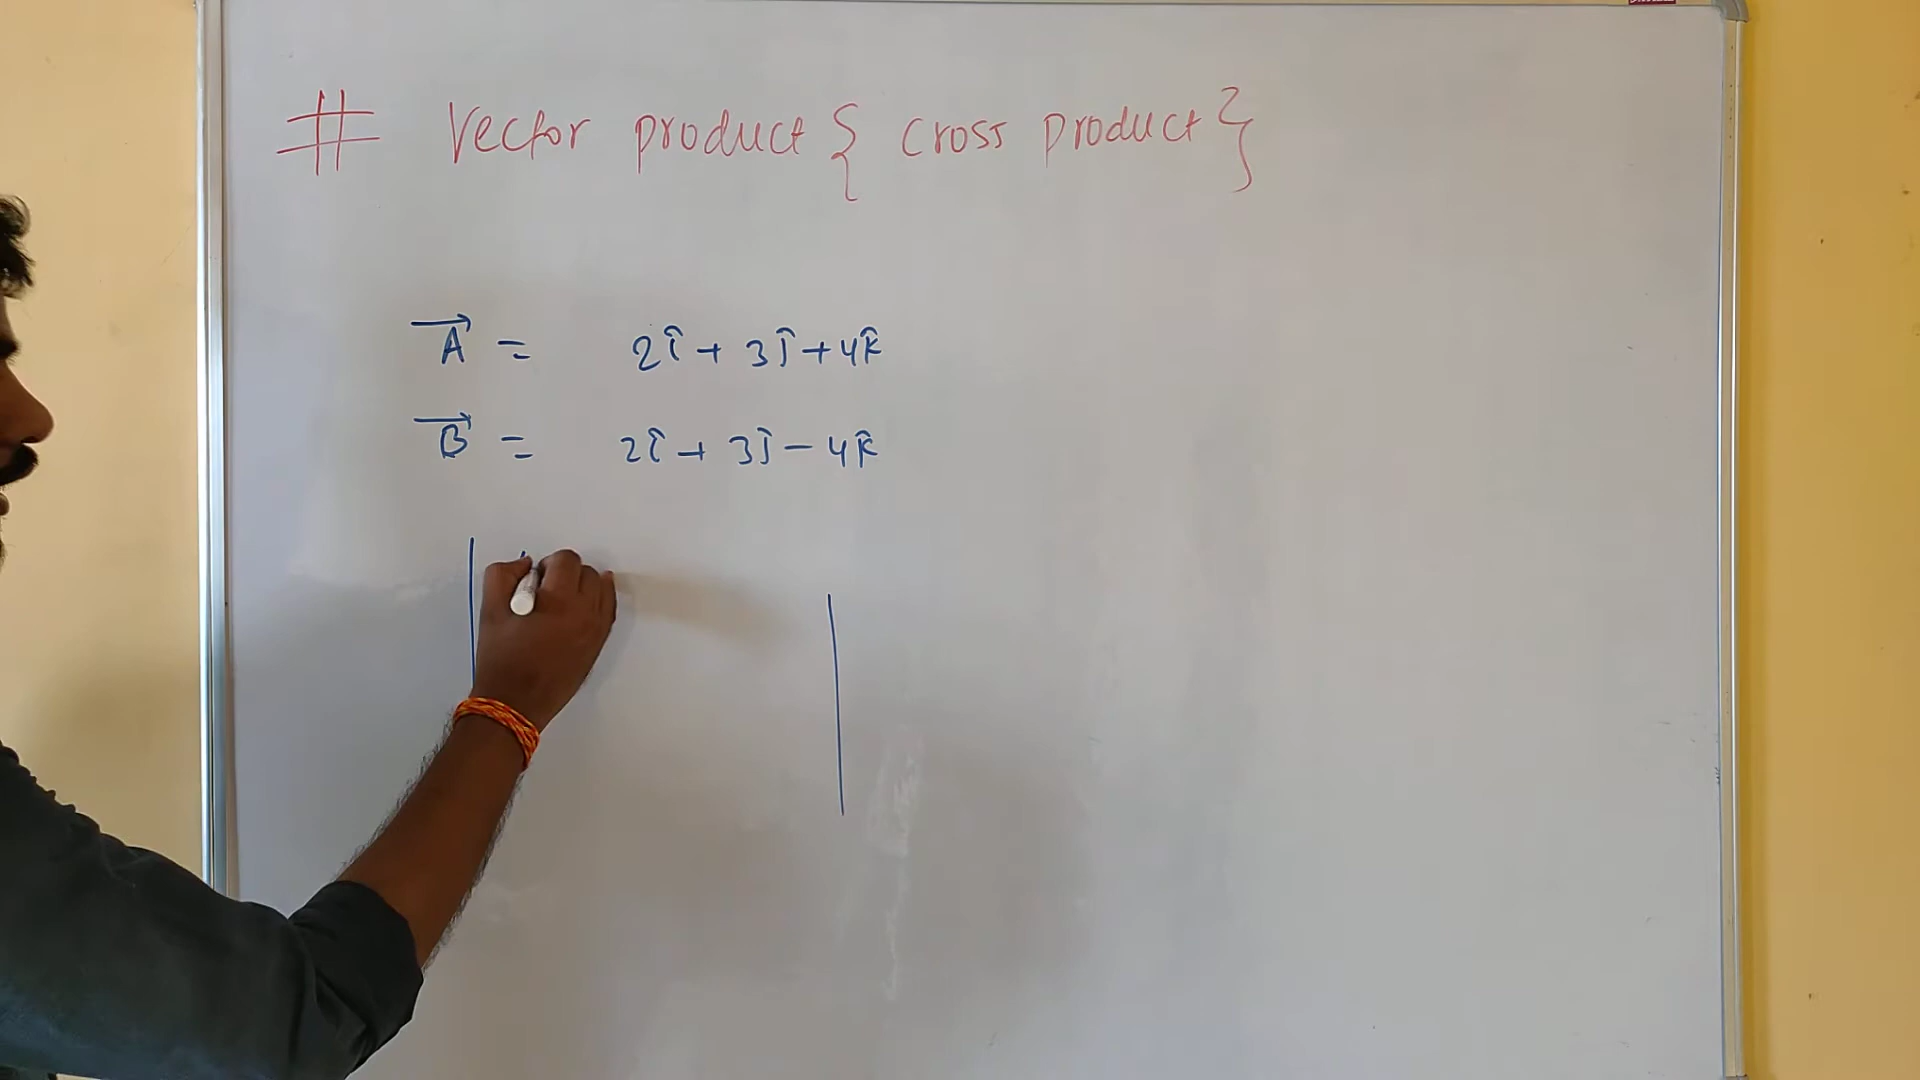 # Vector product { cross product }
A⃗ = 2î + 3ĵ + 4k̂
B⃗ = 2î + 3ĵ - 4k̂